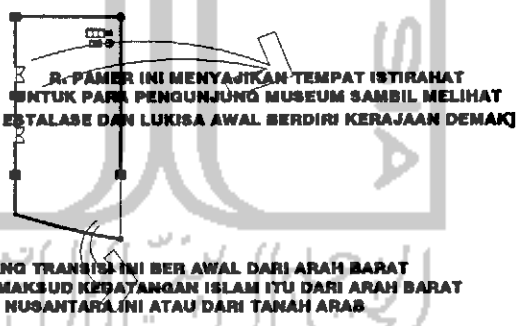 R. PAMER INI MENYAJIKAN TEMPAT ISTIRAHAT
UNTUK PARA PENGUNJUNG MUSEUM SAMBIL MELIHAT
ESTALASE DAN LUKISA AWAL BERDIRI KERAJAAN DEMAK]
NG TRANSISI INI BER AWAL DARI ARAH BARAT
MAKSUD KEDATANGAN ISLAM ITU DARI ARAH BARAT
NUSANTARA INI ATAU DARI TANAH ARAB